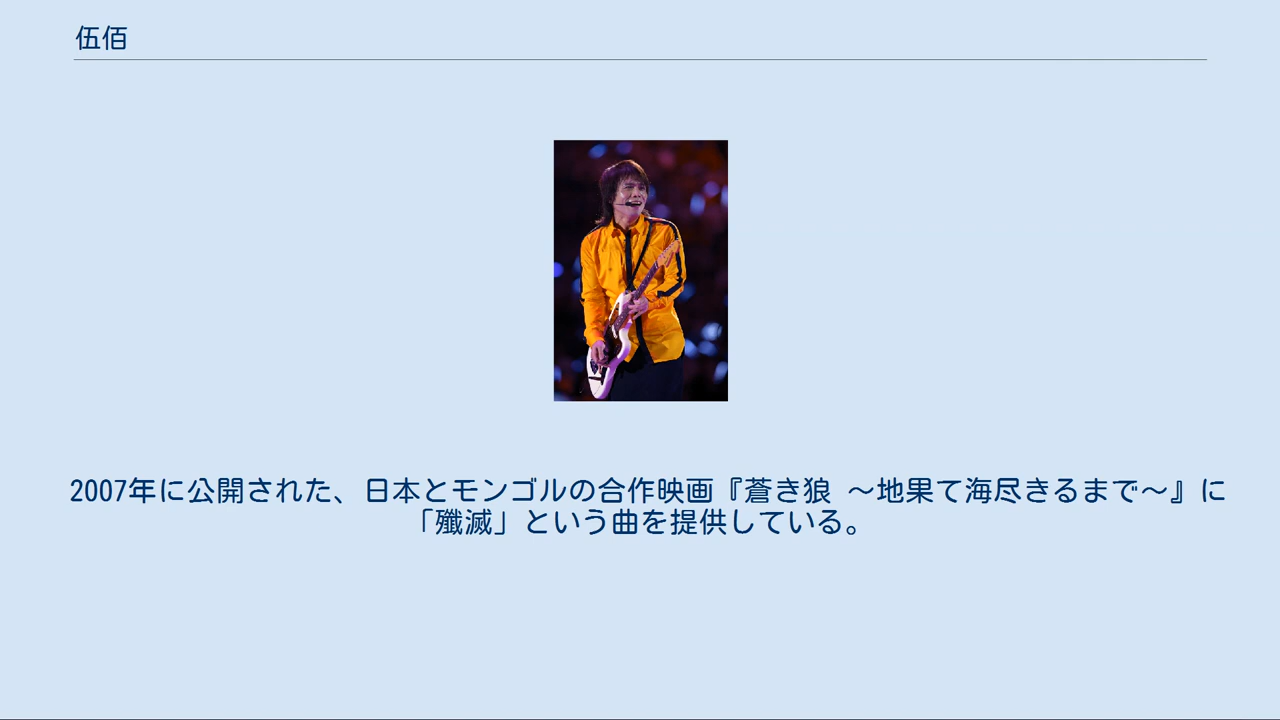 伍佰
2007年に公開された、日本とモンゴルの合作映画『蒼き狼 〜地果て海尽きるまで〜』に
「殲滅」という曲を提供している。